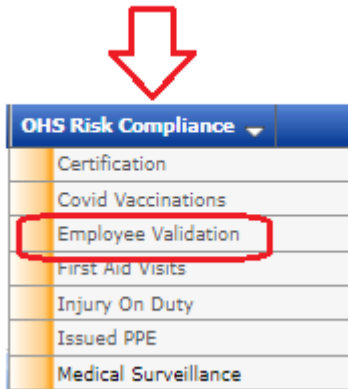 OHS Risk Compliance
Certification
Covid Vaccinations
Employee Validation
First Aid Visits
Injury On Duty
Issued PPE
Medical Surveillance